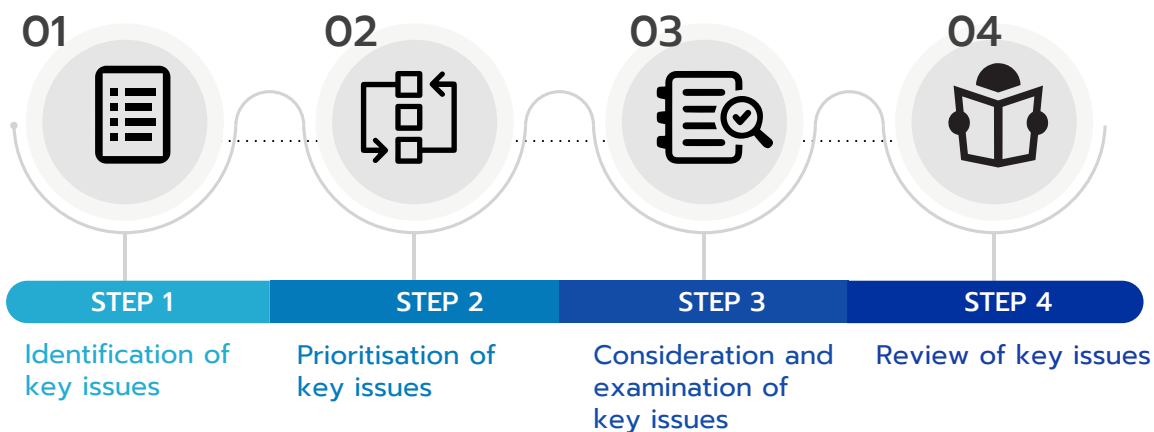 01
02
03
04
STEP 1
STEP 2
STEP 3
STEP 4
Identification of
key issues
Prioritisation of
key issues
Consideration and
examination of
key issues
Review of key issues